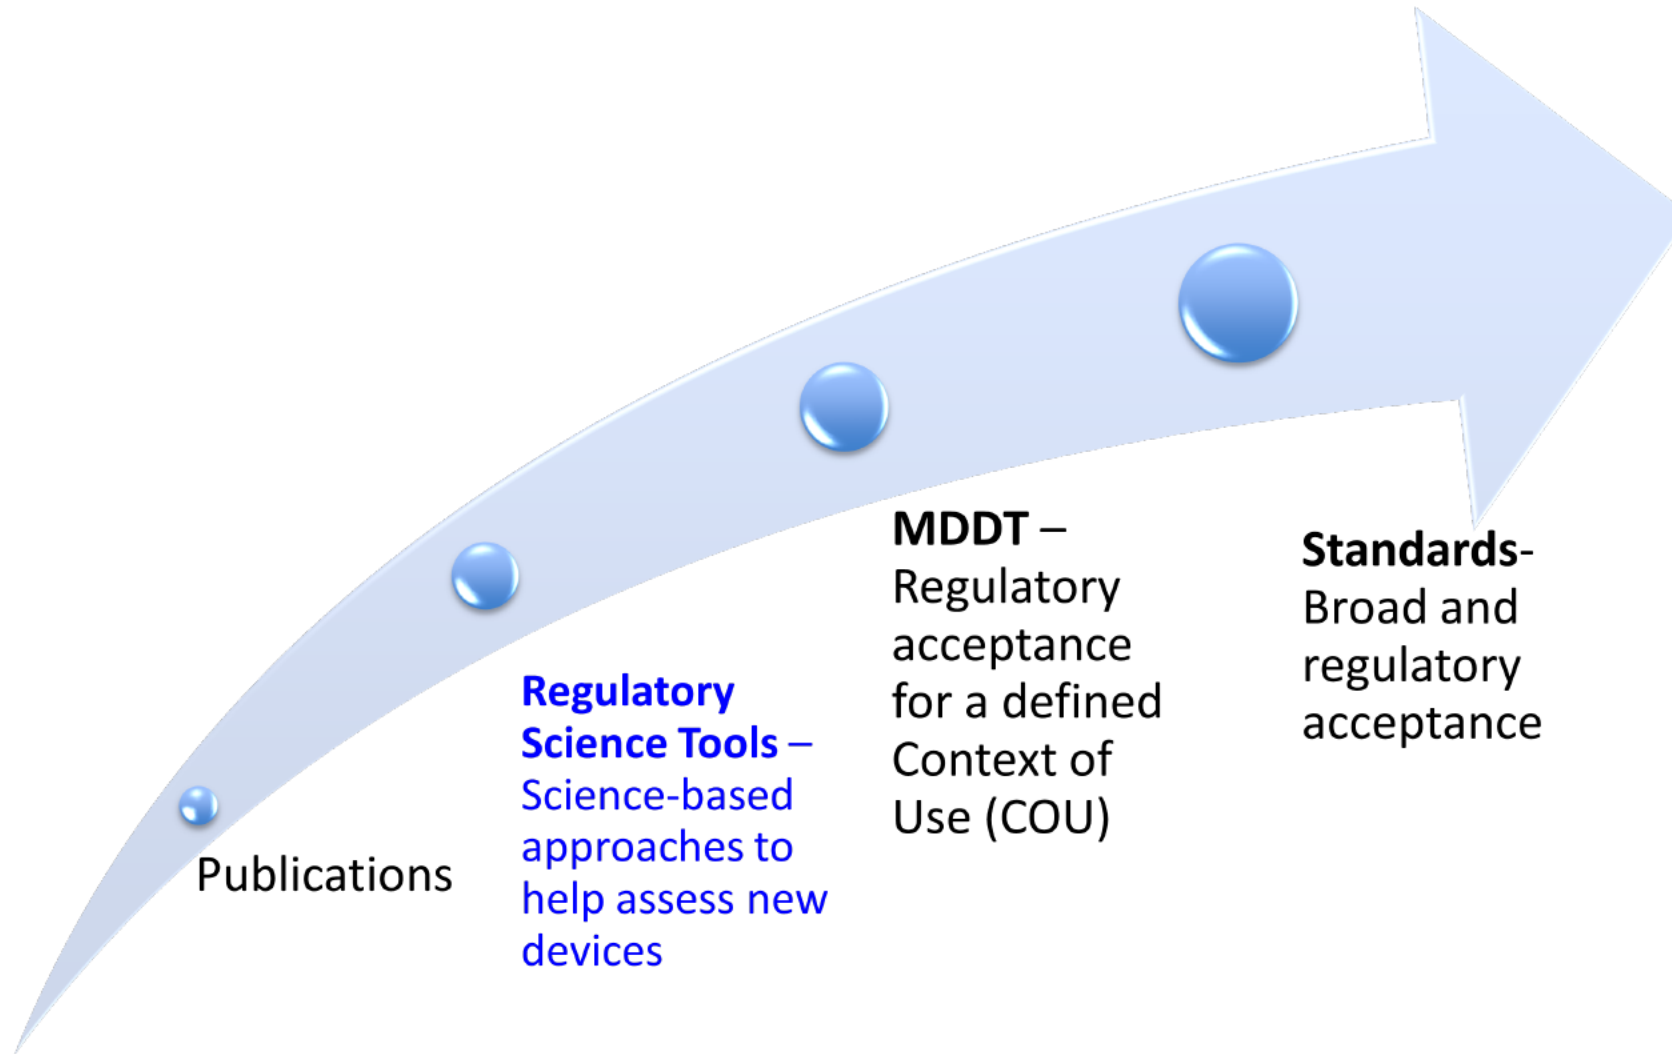 Publications
Regulatory
Science Tools –
Science-based
approaches to
help assess new
devices
MDDT –
Regulatory
acceptance
for a defined
Context of
Use (COU)
Standards-
Broad and
regulatory
acceptance